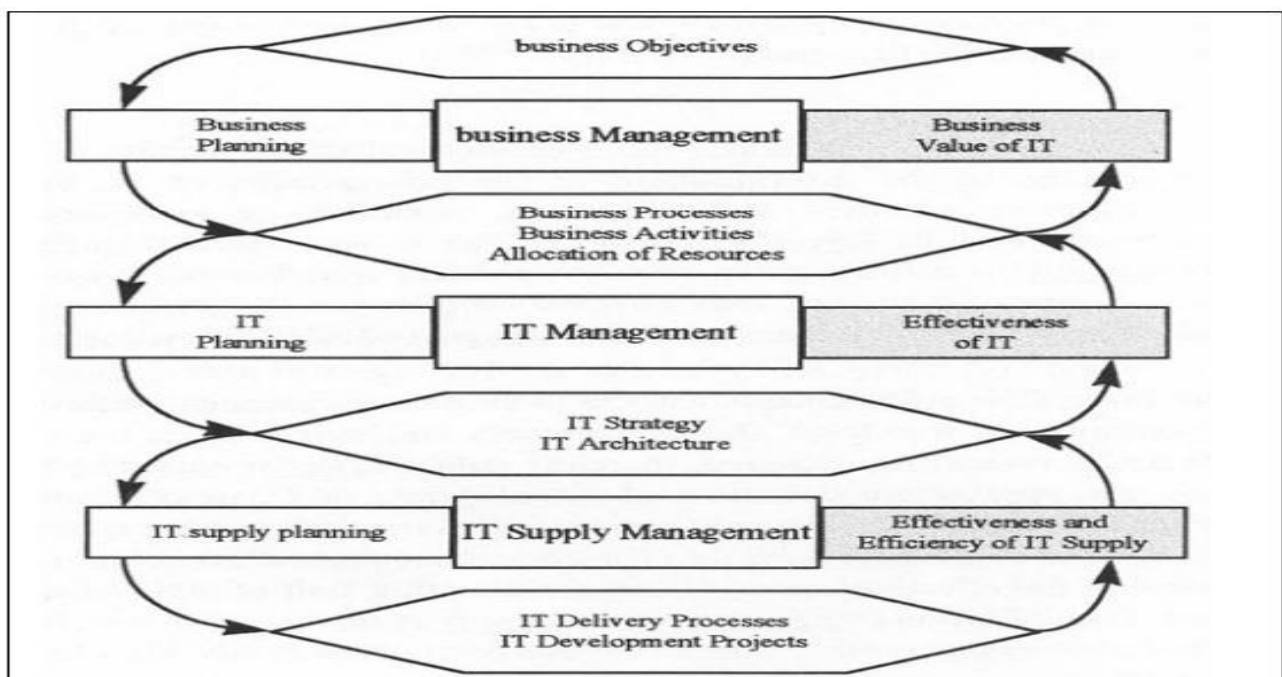 business Objectives
Business
Planning
business Management
Business
Value of IT
Business Processes
Business Activities
Allocation of Resources
IT
Planning
IT Management
Effectiveness
of IT
IT Strategy
IT Architecture
IT supply planning
IT Supply Management
Effectiveness and
Efficiency of IT Supply
IT Delivery Processes
IT Development Projects